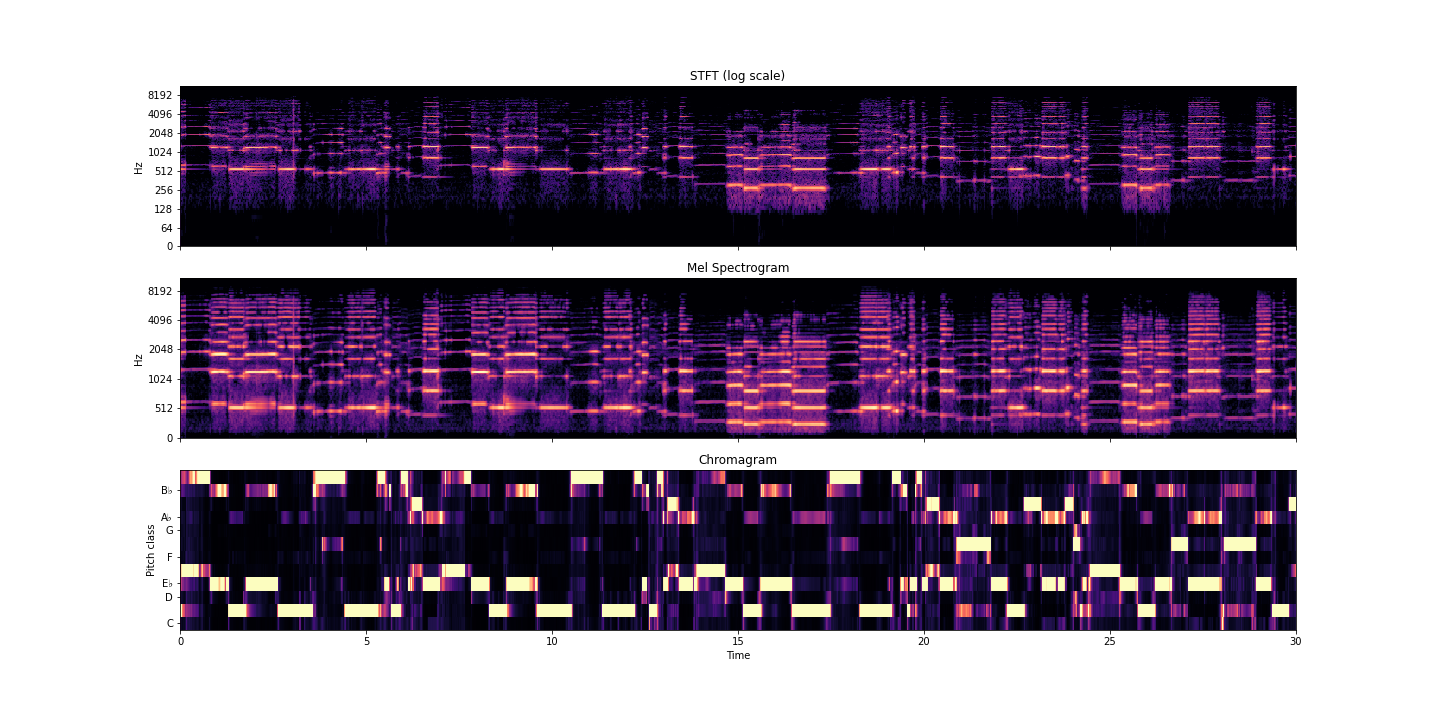 STFT (log scale)
8192
4096
2048
1024
512
256
128
64
0
Hz
Mel Spectrogram
8192
4096
2048
1024
512
0
Hz
Chromagram
B♭
A♭
G
F
E♭
D
C
Pitch class
0 5 10 15 20 25 30
Time